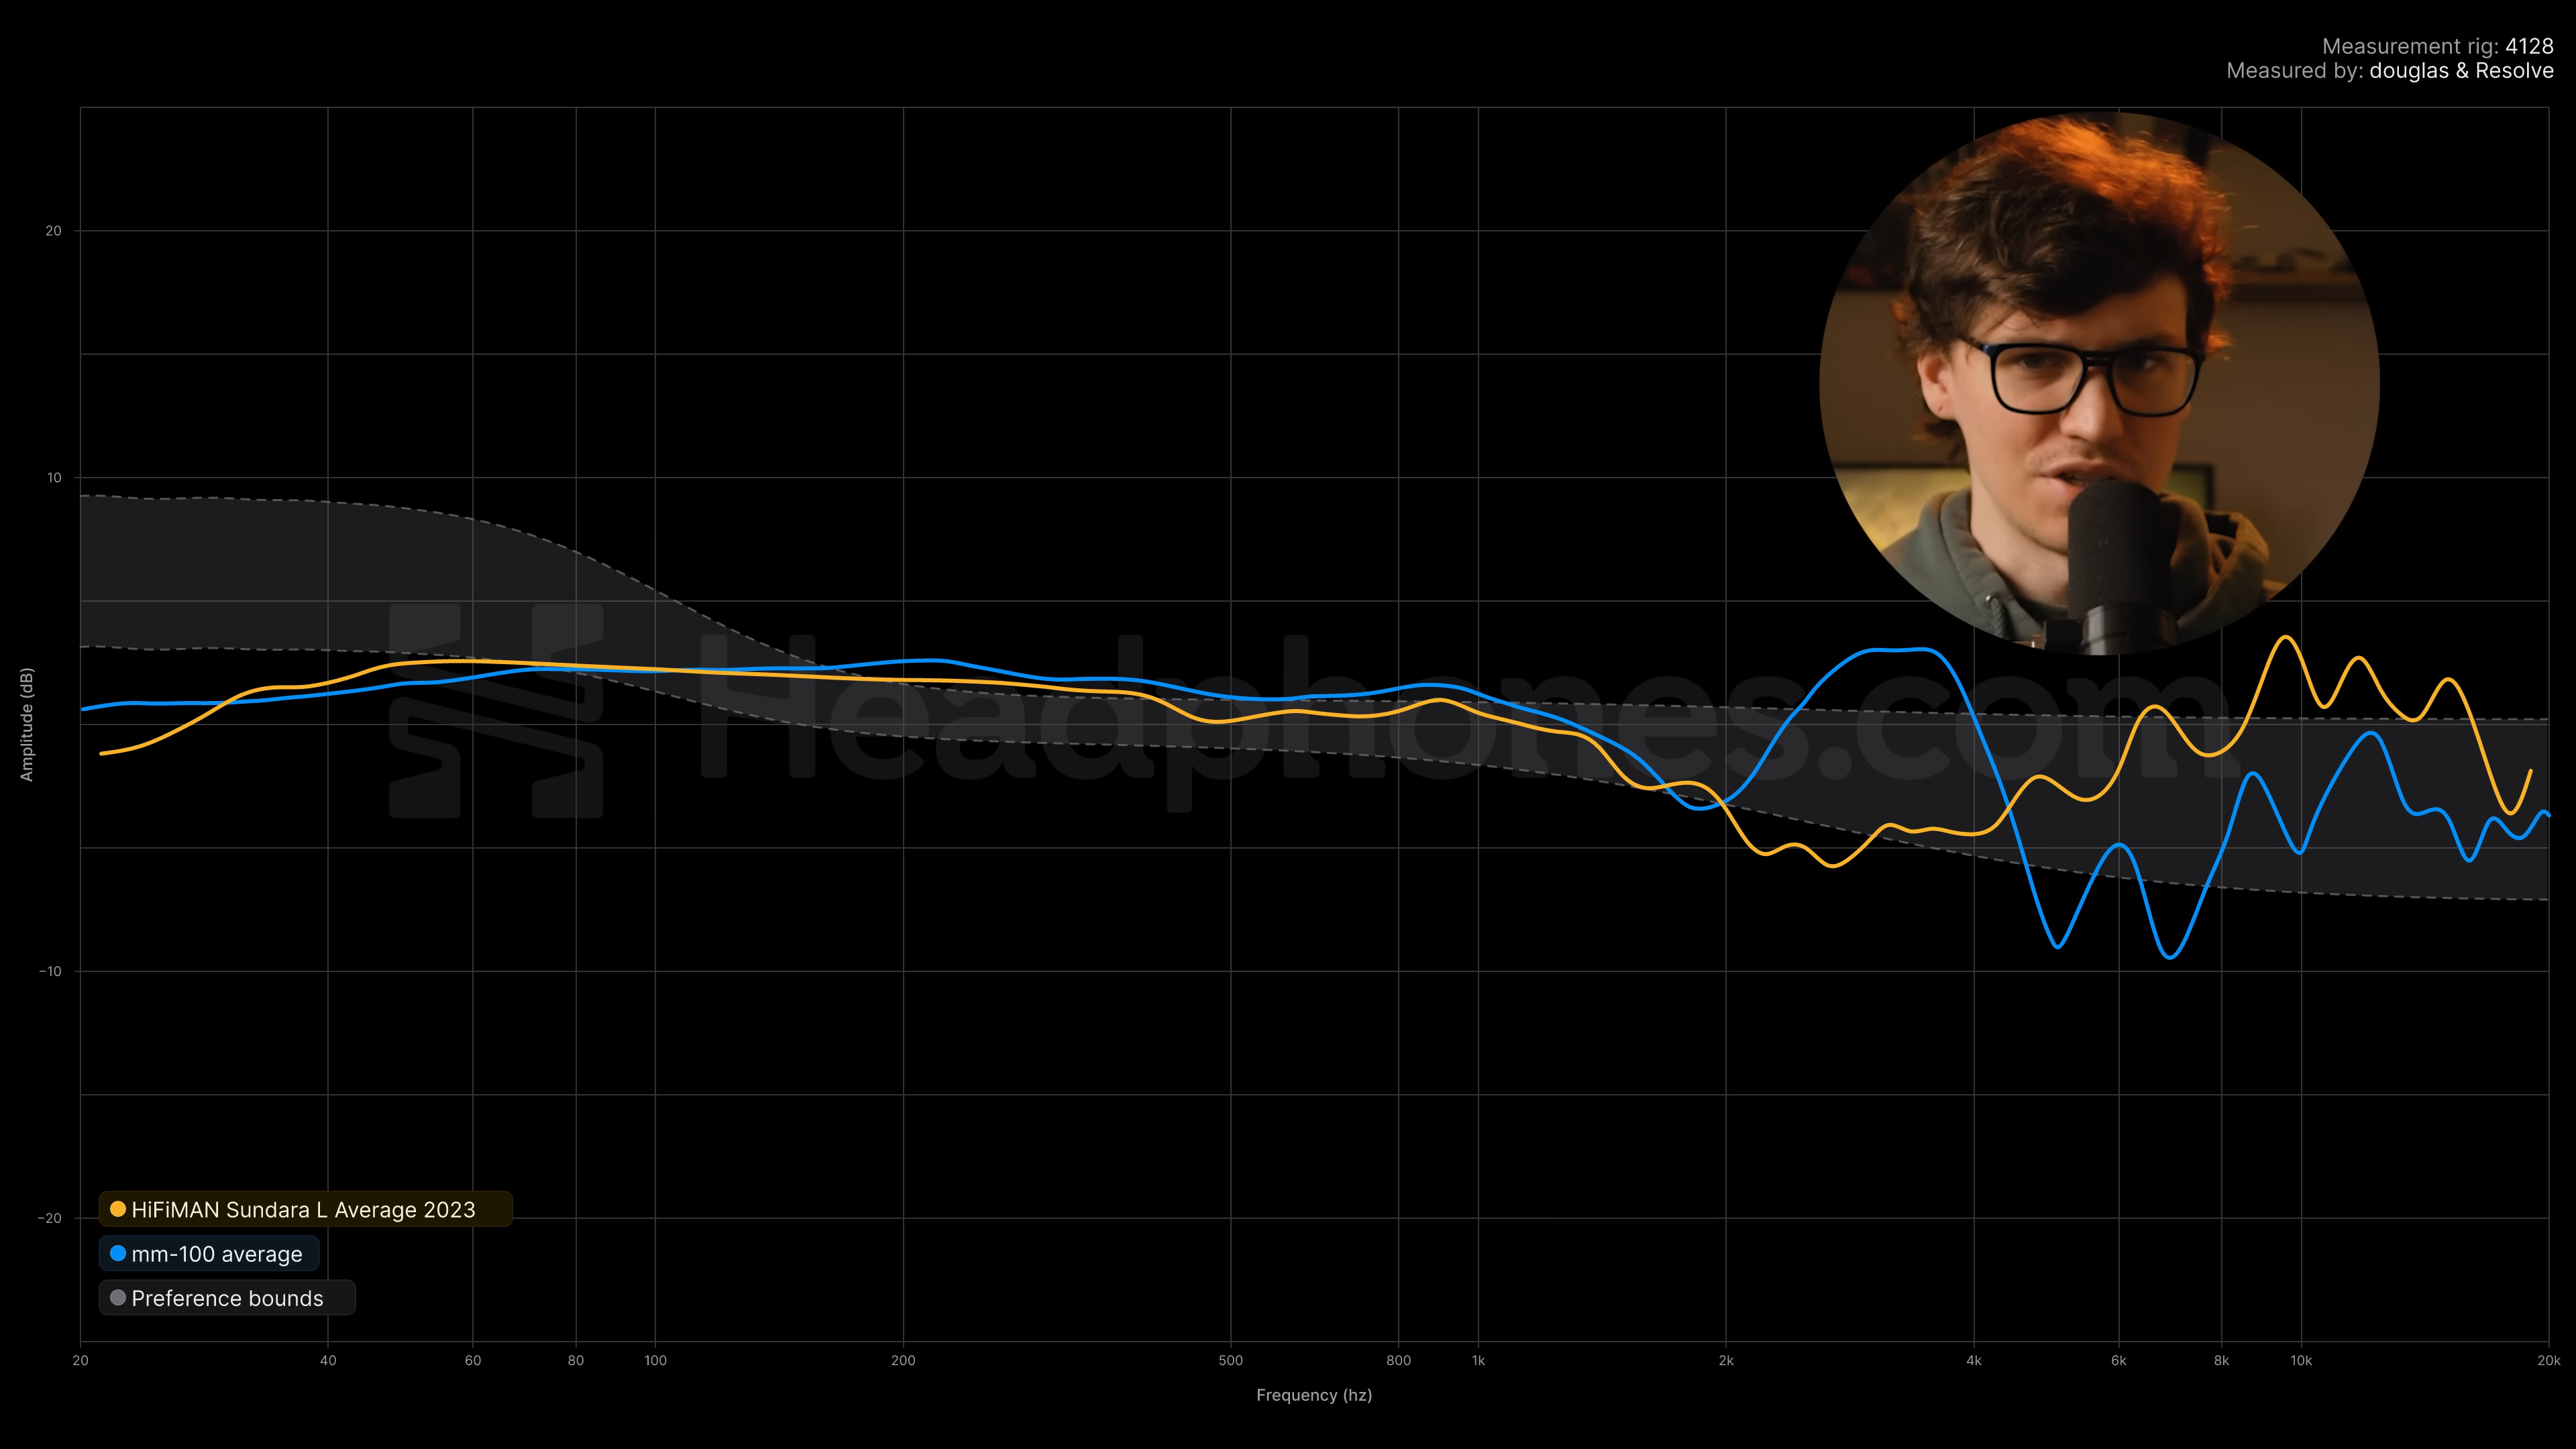 Measurement rig: 4128
Measured by: douglas & Resolve
20
10
−10
−20
Amplitude (dB)
Headphones.com
HiFiMAN Sundara L Average 2023
mm-100 average
Preference bounds
20 40 60 80 100 200 500 800 1k 2k 4k 6k 8k 10k 20k
Frequency (hz)